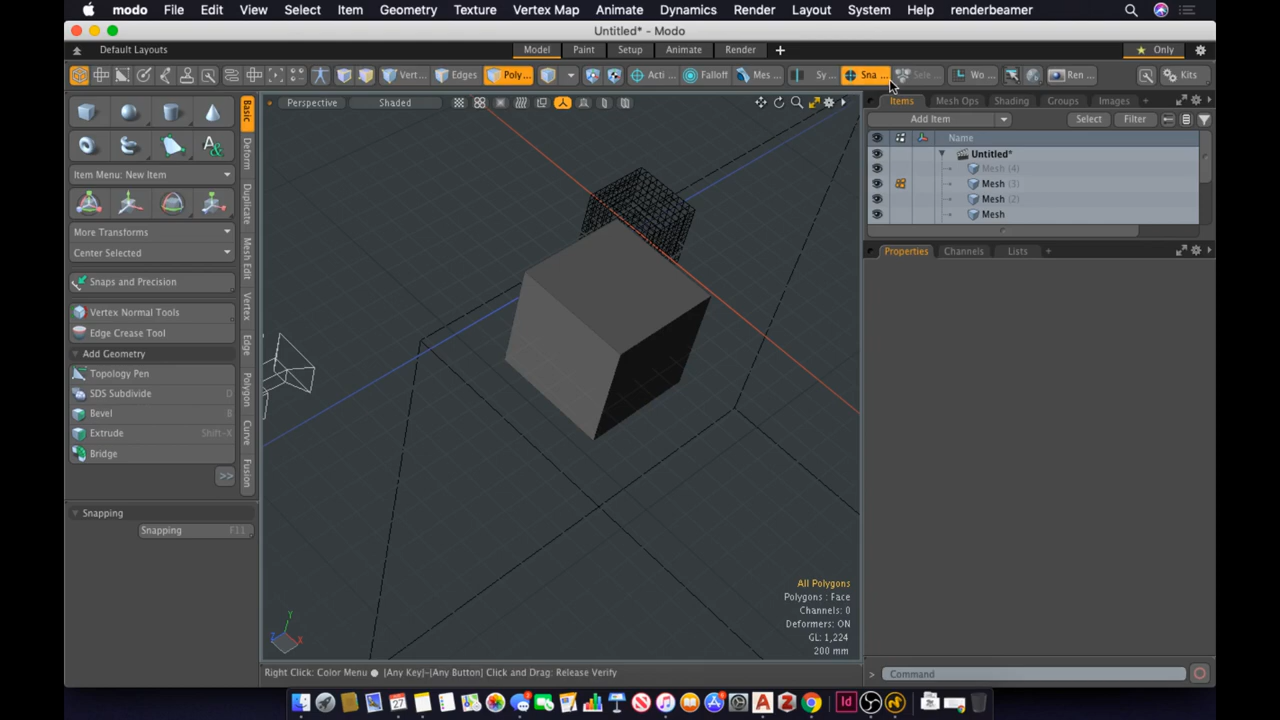 modo File Edit View Select Item Geometry Texture Vertex Map Animate Dynamics Render Layout System Help renderbeamer
Untitled* - Modo
Default Layouts Model Paint Setup Animate Render + Only
Vert ... Edges Poly... Acti ... Falloff Mes ... Sy ... Sna ... Sele ... Wo ... Ren ... Kits
Basic
Deform
Duplicate
Mesh Edit
Vertex
Edge
Polygon
Curve
Fusion
Item Menu: New Item
More Transforms
Center Selected
Snaps and Precision
Vertex Normal Tools
Edge Crease Tool
Add Geometry
Topology Pen
SDS Subdivide D
Bevel B
Extrude Shift-X
Bridge
>>
Snapping
Snapping F11
Perspective Shaded
Y
Z X
All Polygons
Polygons : Face
Channels: 0
Deformers: ON
GL: 1,224
200 mm
Right Click: Color Menu ● |Any Key|-|Any Button| Click and Drag: Release Verify
Items Mesh Ops Shading Groups Images +
Add Item Select Filter
Name
Untitled*
Mesh (4)
Mesh (3)
Mesh (2)
Mesh
Properties Channels Lists +
> Command
27
Id